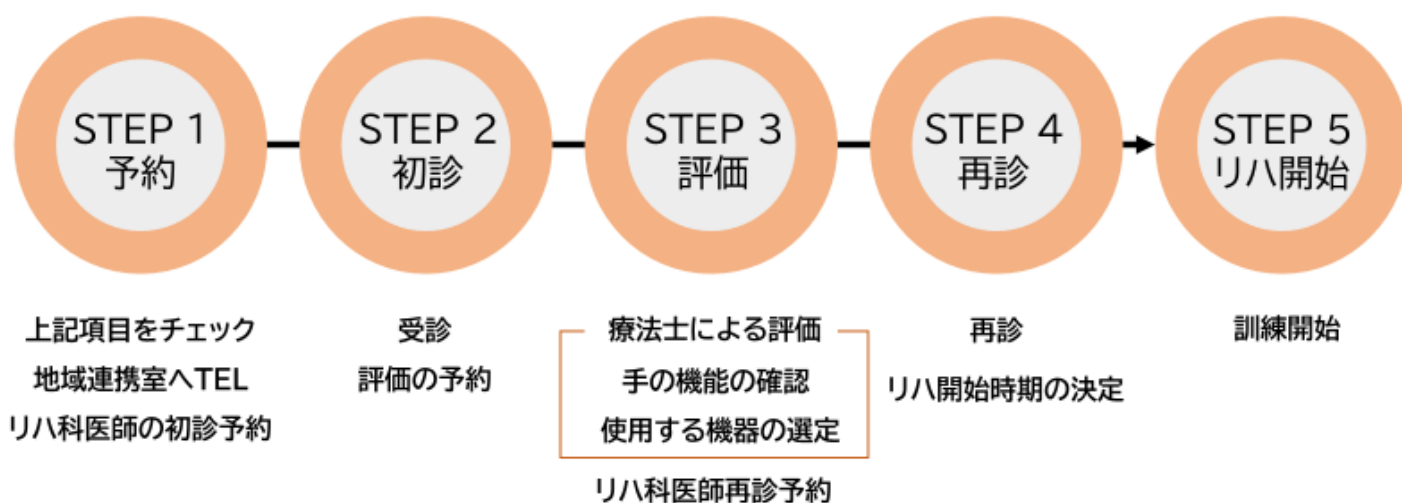 STEP 1
予約
STEP 2
初診
STEP 3
評価
STEP 4
再診
STEP 5
リハ開始
上記項目をチェック
地域連携室へTEL
リハ科医師の初診予約
受診
評価の予約
療法士による評価
手の機能の確認
使用する機器の選定
リハ科医師再診予約
再診
リハ開始時期の決定
訓練開始